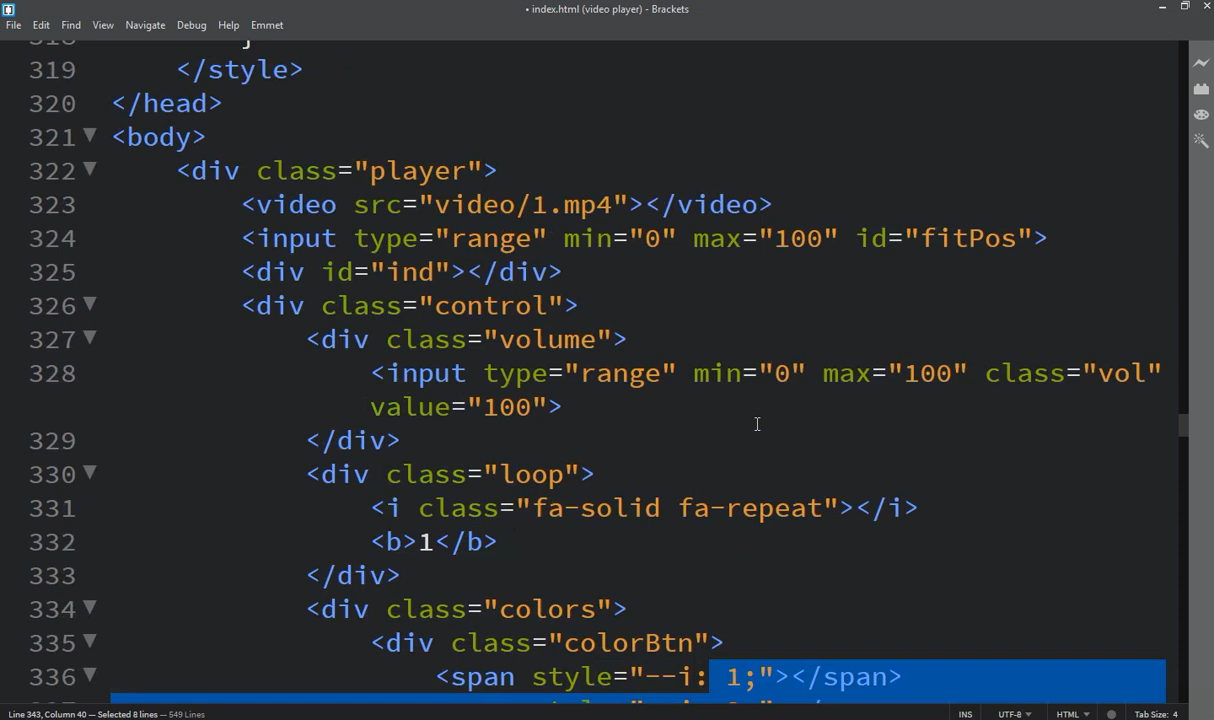 • index.html (video player) - Brackets
File Edit Find View Navigate Debug Help Emmet
319 </style>
320 </head>
321 <body>
322 <div class="player">
323 <video src="video/1.mp4"></video>
324 <input type="range" min="0" max="100" id="fitPos">
325 <div id="ind"></div>
326 <div class="control">
327 <div class="volume">
328 <input type="range" min="0" max="100" class="vol"
value="100">
329 </div>
330 <div class="loop">
331 <i class="fa-solid fa-repeat"></i>
332 <b>1</b>
333 </div>
334 <div class="colors">
335 <div class="colorBtn">
336 <span style="--i: 1;"></span>
Line 343, Column 40 — Selected 8 lines — 549 Lines
INS UTF-8 HTML Tab Size: 4